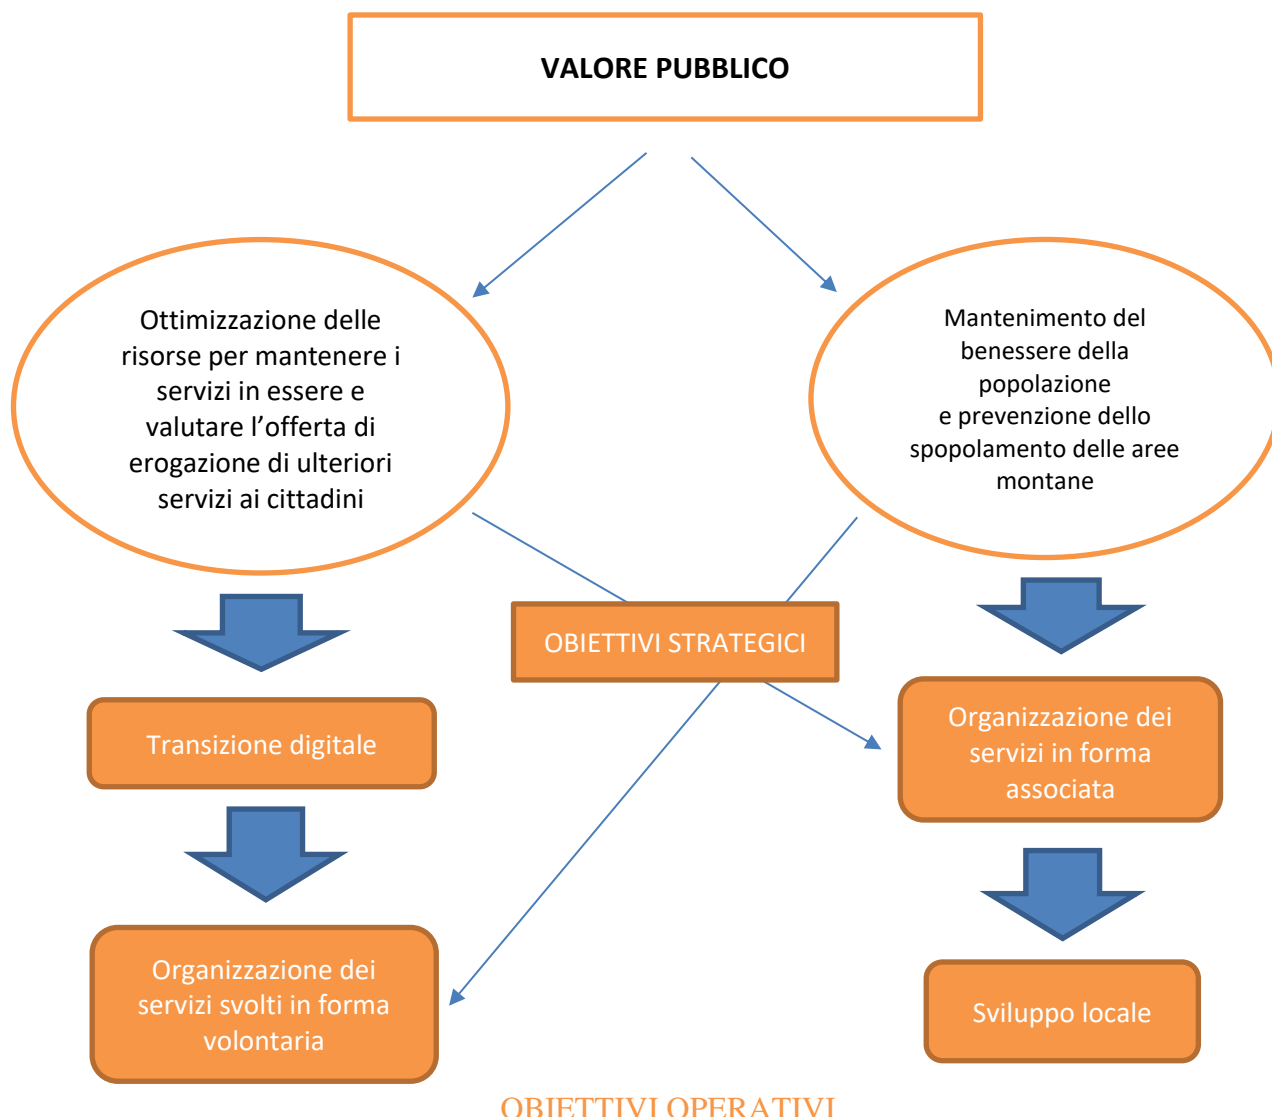 VALORE PUBBLICO
Ottimizzazione delle
risorse per mantenere i
servizi in essere e
valutare l’offerta di
erogazione di ulteriori
servizi ai cittadini
Mantenimento del
benessere della
popolazione
e prevenzione dello
spopolamento delle aree
montane
OBIETTIVI STRATEGICI
Transizione digitale
Organizzazione dei
servizi in forma
associata
Organizzazione dei
servizi svolti in forma
volontaria
Sviluppo locale
OBIETTIVI OPERATIVI